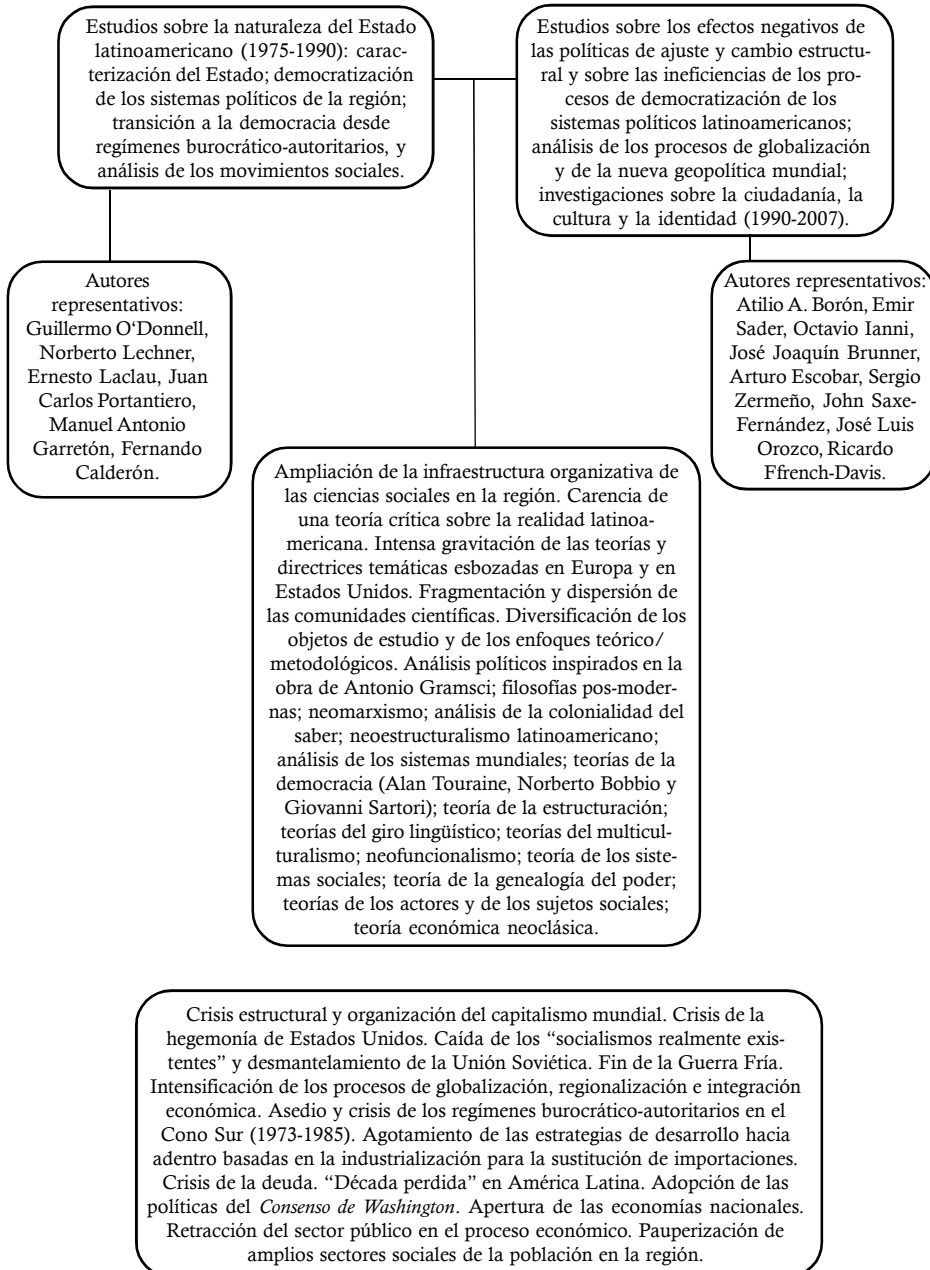 Estudios sobre la naturaleza del Estado
latinoamericano (1975-1990): carac-
terización del Estado; democratización
de los sistemas políticos de la región;
transición a la democracia desde
regímenes burocrático-autoritarios, y
análisis de los movimientos sociales.
Estudios sobre los efectos negativos de
las políticas de ajuste y cambio estructu-
ral y sobre las ineficiencias de los pro-
cesos de democratización de los
sistemas políticos latinoamericanos;
análisis de los procesos de globalización
y de la nueva geopolítica mundial;
investigaciones sobre la ciudadanía, la
cultura y la identidad (1990-2007).
Autores
representativos:
Guillermo O‘Donnell,
Norberto Lechner,
Ernesto Laclau, Juan
Carlos Portantiero,
Manuel Antonio
Garretón, Fernando
Calderón.
Autores representativos:
Atilio A. Borón, Emir
Sader, Octavio Ianni,
José Joaquín Brunner,
Arturo Escobar, Sergio
Zermeño, John Saxe-
Fernández, José Luis
Orozco, Ricardo
Ffrench-Davis.
Ampliación de la infraestructura organizativa de
las ciencias sociales en la región. Carencia de
una teoría crítica sobre la realidad latinoa-
mericana. Intensa gravitación de las teorías y
directrices temáticas esbozadas en Europa y en
Estados Unidos. Fragmentación y dispersión de
las comunidades científicas. Diversificación de los
objetos de estudio y de los enfoques teórico/
metodológicos. Análisis políticos inspirados en la
obra de Antonio Gramsci; filosofías pos-moder-
nas; neomarxismo; análisis de la colonialidad del
saber; neoestructuralismo latinoamericano;
análisis de los sistemas mundiales; teorías de la
democracia (Alan Touraine, Norberto Bobbio y
Giovanni Sartori); teoría de la estructuración;
teorías del giro lingüístico; teorías del multicul-
turalismo; neofuncionalismo; teoría de los siste-
mas sociales; teoría de la genealogía del poder;
teorías de los actores y de los sujetos sociales;
teoría económica neoclásica.
Crisis estructural y organización del capitalismo mundial. Crisis de la
hegemonía de Estados Unidos. Caída de los “socialismos realmente exis-
tentes” y desmantelamiento de la Unión Soviética. Fin de la Guerra Fría.
Intensificación de los procesos de globalización, regionalización e integración
económica. Asedio y crisis de los regímenes burocrático-autoritarios en el
Cono Sur (1973-1985). Agotamiento de las estrategias de desarrollo hacia
adentro basadas en la industrialización para la sustitución de importaciones.
Crisis de la deuda. “Década perdida” en América Latina. Adopción de las
políticas del Consenso de Washington. Apertura de las economías nacionales.
Retracción del sector público en el proceso económico. Pauperización de
amplios sectores sociales de la población en la región.